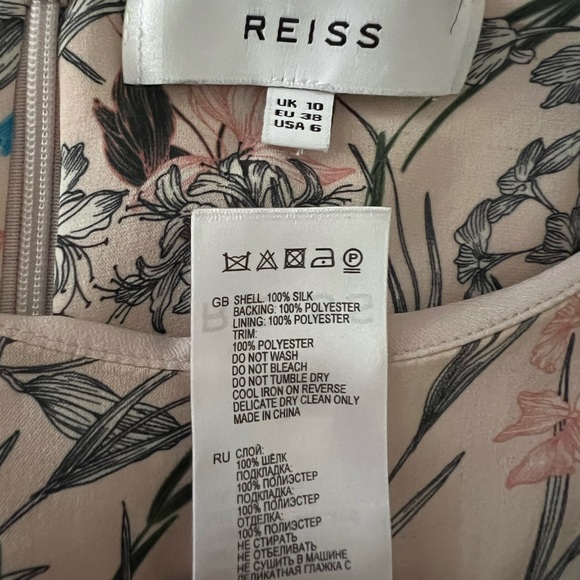 REISS
UK 10
EU 38
USA 6
P
GB SHELL. 100% SILK
BACKING: 100% POLYESTER
LINING: 100% POLYESTER
TRIM:
100% POLYESTER
DO NOT WASH
DO NOT BLEACH
DO NOT TUMBLE DRY
COOL IRON ON REVERSE
DELICATE DRY CLEAN ONLY
MADE IN CHINA
RU СЛОЙ:
100% ШЁЛК
ПОДКЛАДКА:
100% ПОЛИЭСТЕР
ПОДКЛАДКА:
100% ПОЛИЭСТЕР
ОТДЕЛКА:
100% ПОЛИЭСТЕР
НЕ СТИРАТЬ
НЕ ОТБЕЛИВАТЬ
НЕ СУШИТЬ В МАШИНЕ
ДЕЛИКАТНАЯ ГЛАЖКА С